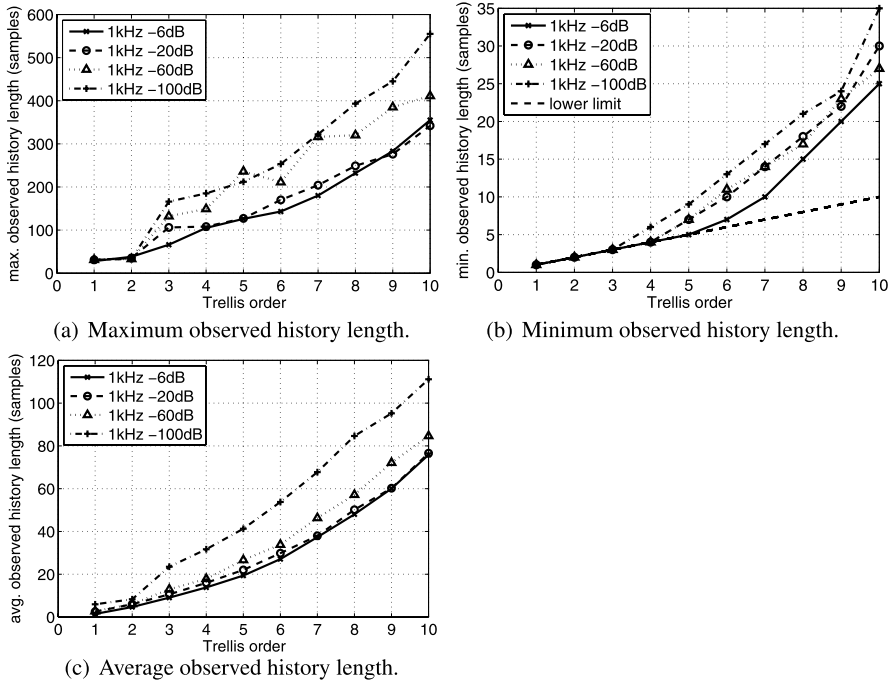 max. observed history length (samples)
600
500
400
300
200
100
0
1kHz −6dB
1kHz −20dB
1kHz −60dB
1kHz −100dB
0 1 2 3 4 5 6 7 8 9 10
Trellis order
(a) Maximum observed history length.
min. observed history length (samples)
35
30
25
20
15
10
5
0
1kHz −6dB
1kHz −20dB
1kHz −60dB
1kHz −100dB
lower limit
0 1 2 3 4 5 6 7 8 9 10
Trellis order
(b) Minimum observed history length.
avg. observed history length (samples)
120
100
80
60
40
20
0
1kHz −6dB
1kHz −20dB
1kHz −60dB
1kHz −100dB
0 1 2 3 4 5 6 7 8 9 10
Trellis order
(c) Average observed history length.